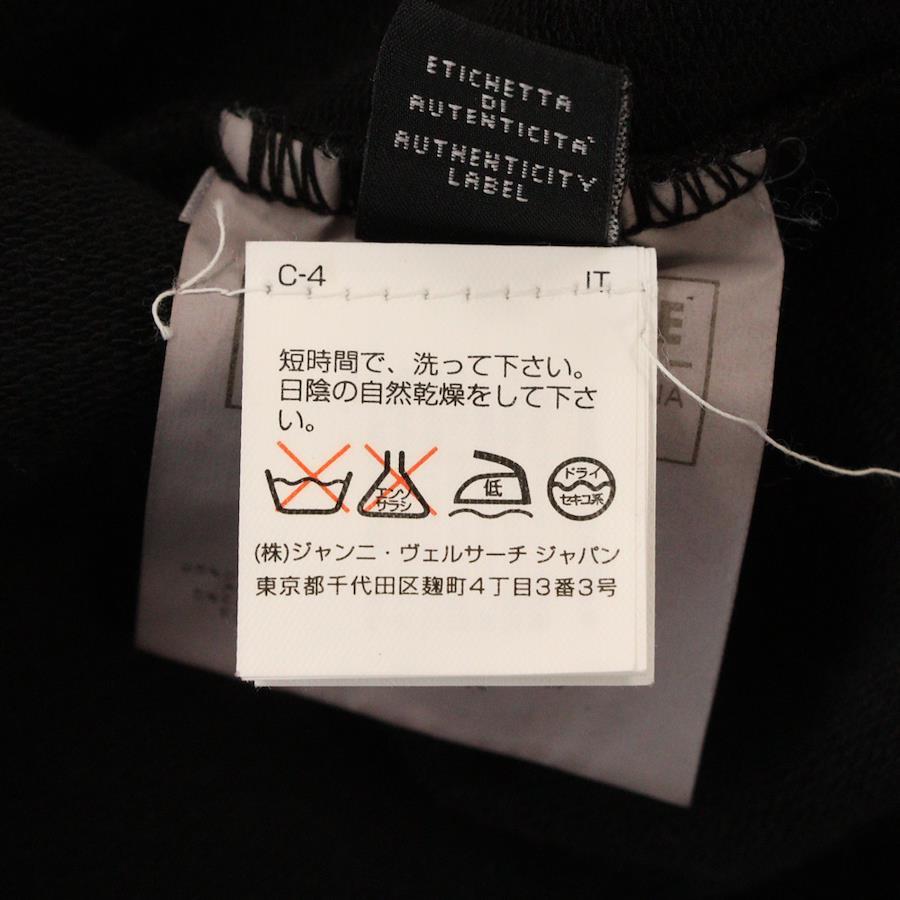 ETICHETTA
DI
AUTENTICITA'
AUTHENTICITY
LABEL
C-4 IT
短時間で、洗って下さい。
日陰の自然乾燥をして下さ
い。
エンソ
サラシ
低
ドライ
セキユ系
(株)ジャンニ・ヴェルサーチ ジャパン
東京都千代田区麹町4丁目3番3号